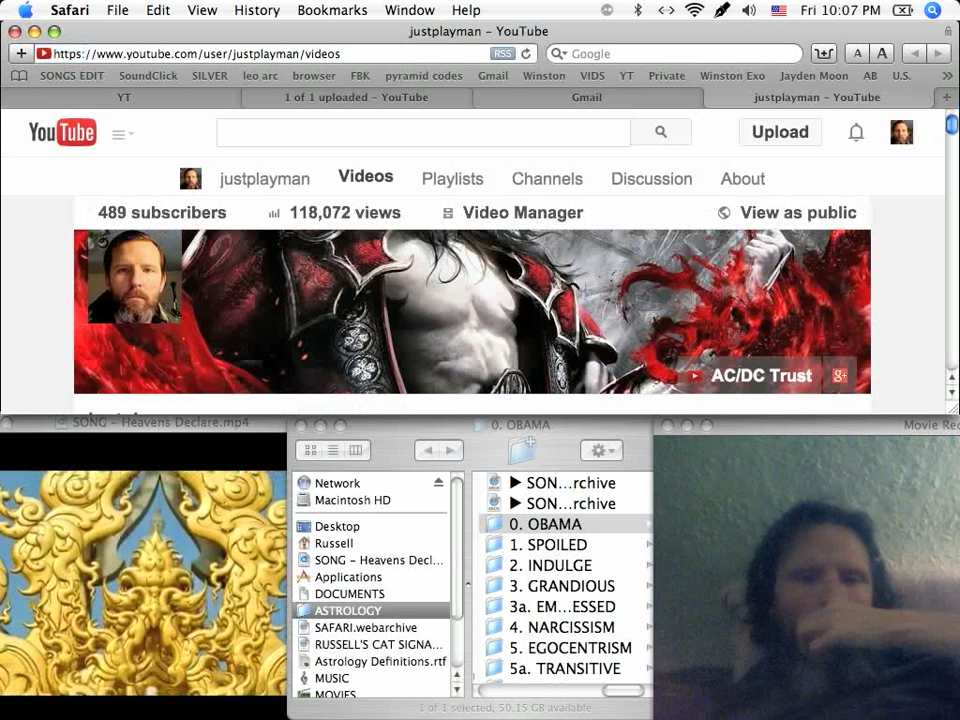 Safari File Edit View History Bookmarks Window Help Fri 10:07 PM
justplayman - YouTube
https://www.youtube.com/user/justplayman/videos RSS Google A A
SONGS EDIT SoundClick SILVER leo arc browser FBK pyramid codes Gmail Winston VIDS YT Private Winston Exo Jayden Moon AB U.S.
YT 1 of 1 uploaded - YouTube Gmail justplayman - YouTube
YouTube Upload
justplayman Videos Playlists Channels Discussion About
489 subscribers 118,072 views Video Manager View as public
AC/DC Trust g+
SONG - Heavens Declare.mp4
0. OBAMA
Movie Rec
Network
Macintosh HD
Desktop
Russell
SONG - Heavens Decl...
Applications
DOCUMENTS
ASTROLOGY
SAFARI.webarchive
RUSSELL'S CAT SIGNA...
Astrology Definitions.rtf
MUSIC
MOVIES
▶ SON...rchive
▶ SON...rchive
0. OBAMA
1. SPOILED
2. INDULGE
3. GRANDIOUS
3a. EM...ESSED
4. NARCISSISM
5. EGOCENTRISM
5a. TRANSITIVE
1 of 1 selected, 50.15 GB available